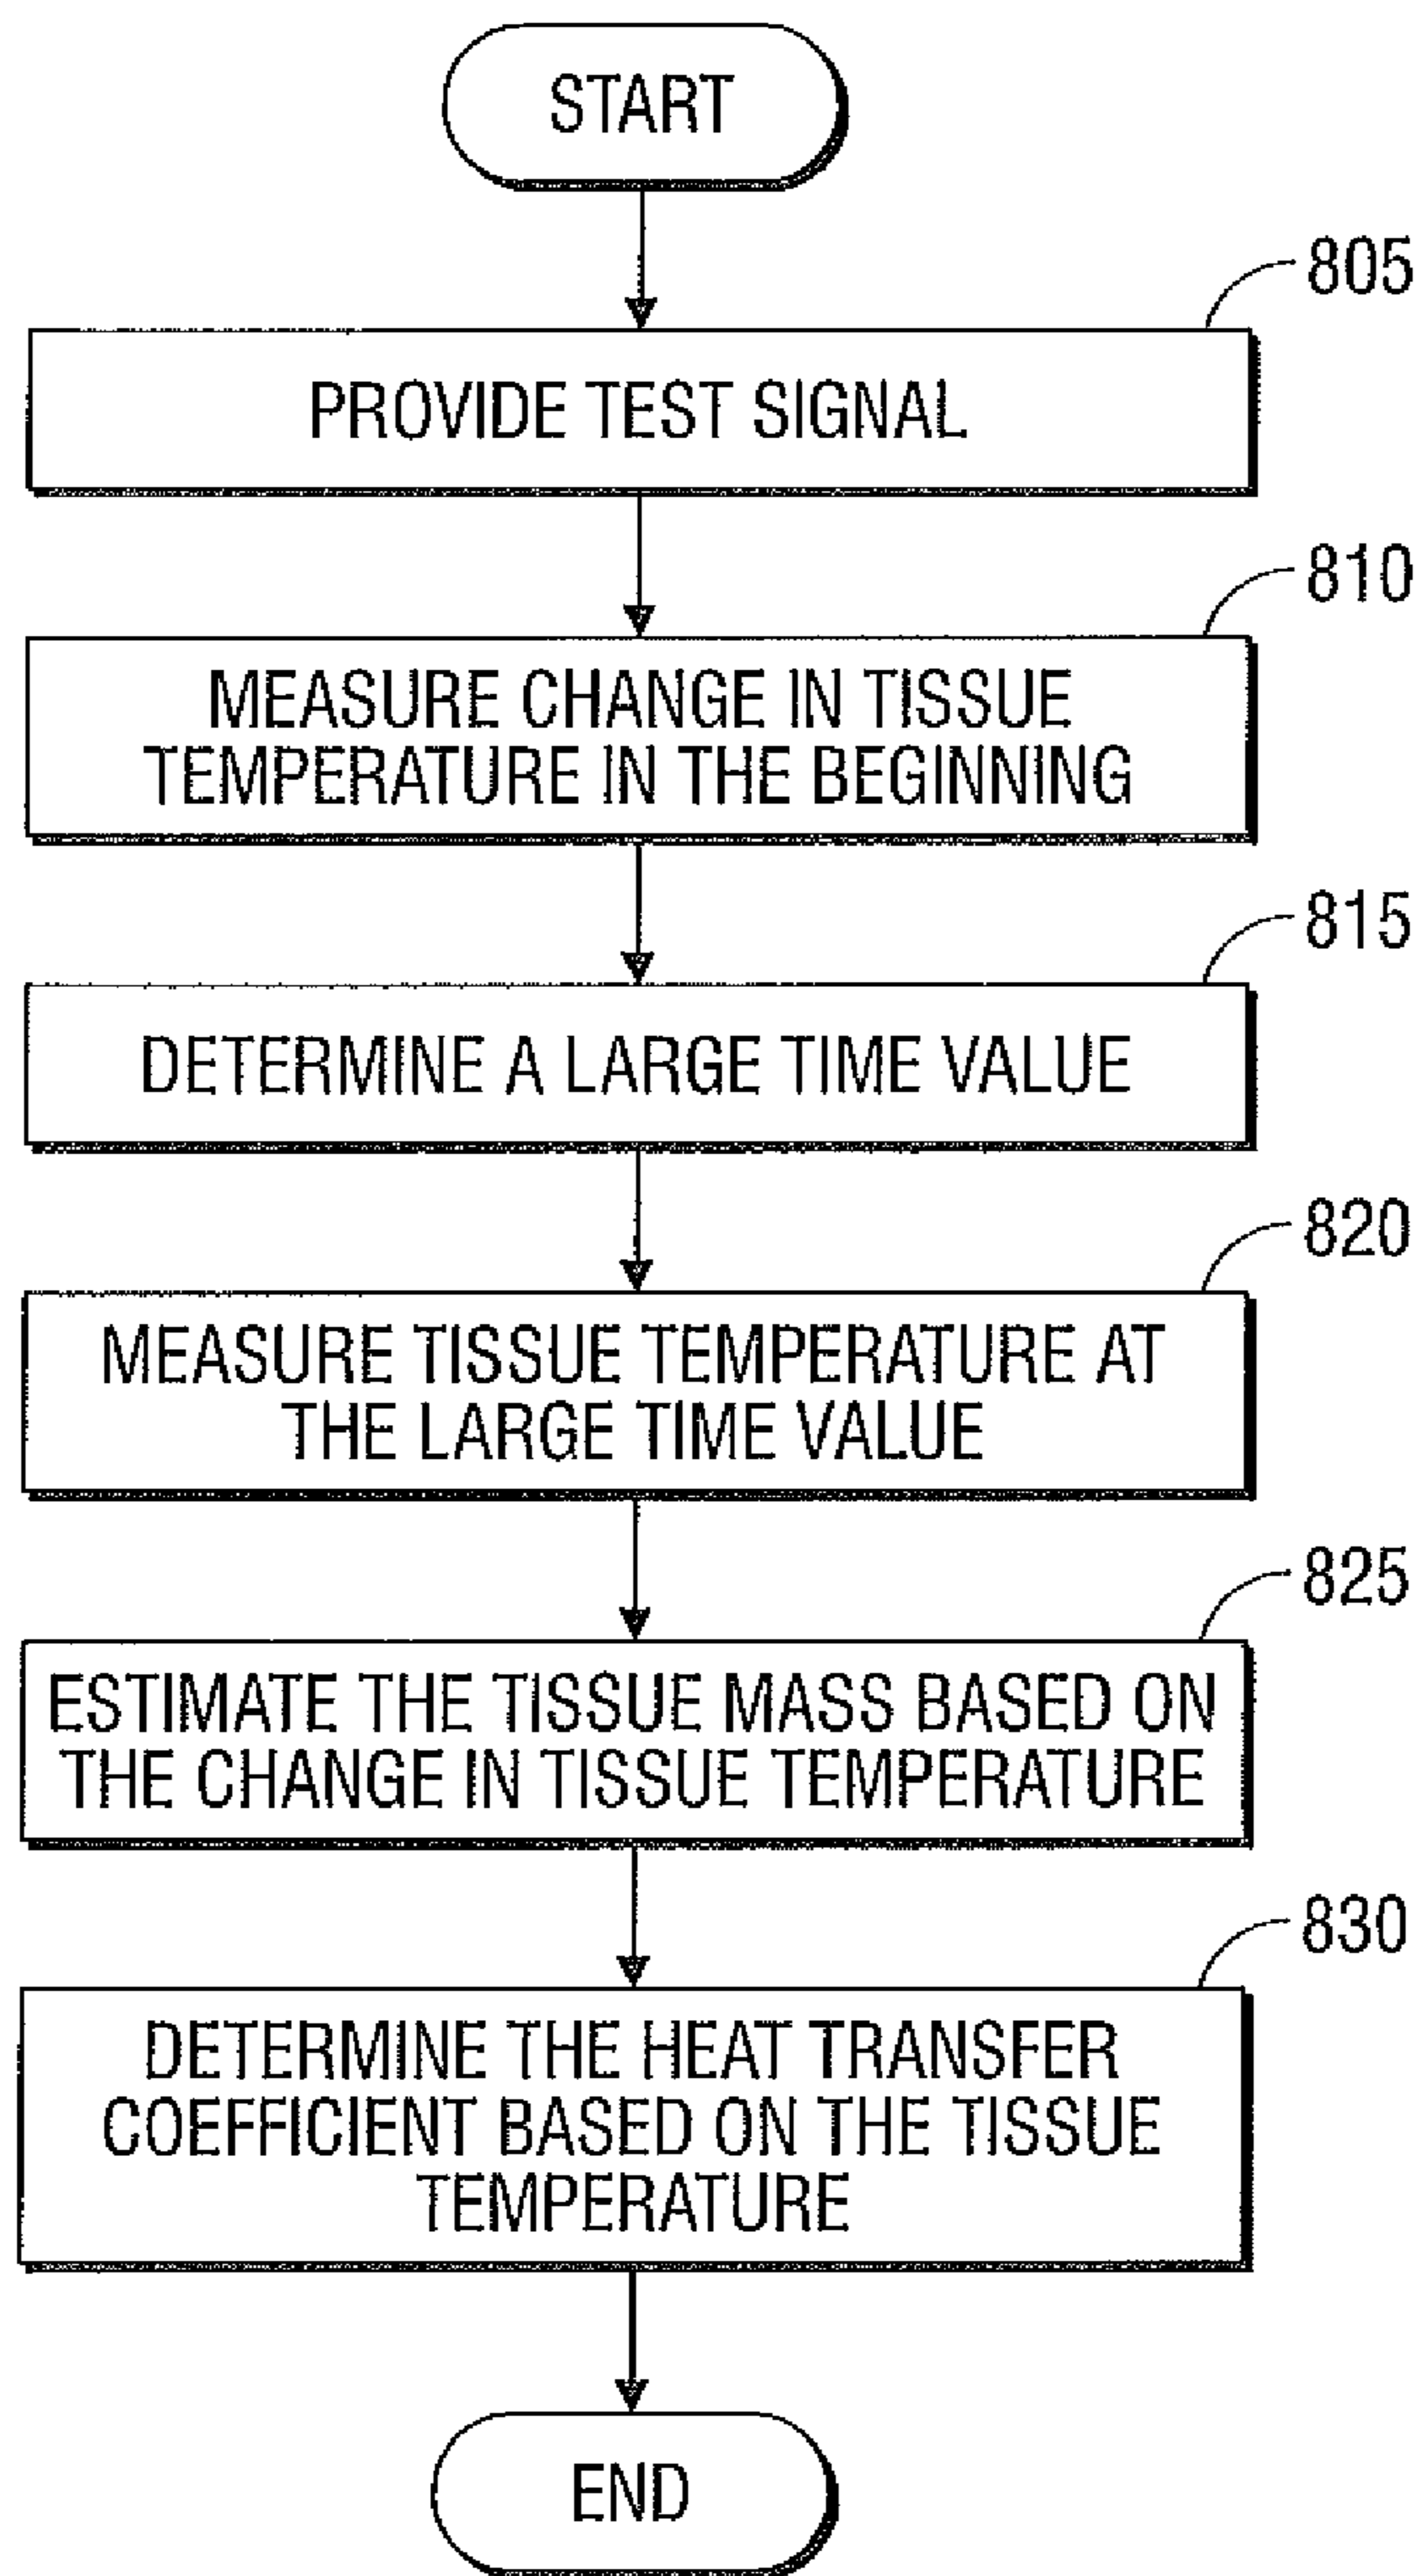 START
805
PROVIDE TEST SIGNAL
810
MEASURE CHANGE IN TISSUE
TEMPERATURE IN THE BEGINNING
815
DETERMINE A LARGE TIME VALUE
820
MEASURE TISSUE TEMPERATURE AT
THE LARGE TIME VALUE
825
ESTIMATE THE TISSUE MASS BASED ON
THE CHANGE IN TISSUE TEMPERATURE
830
DETERMINE THE HEAT TRANSFER
COEFFICIENT BASED ON THE TISSUE
TEMPERATURE
END